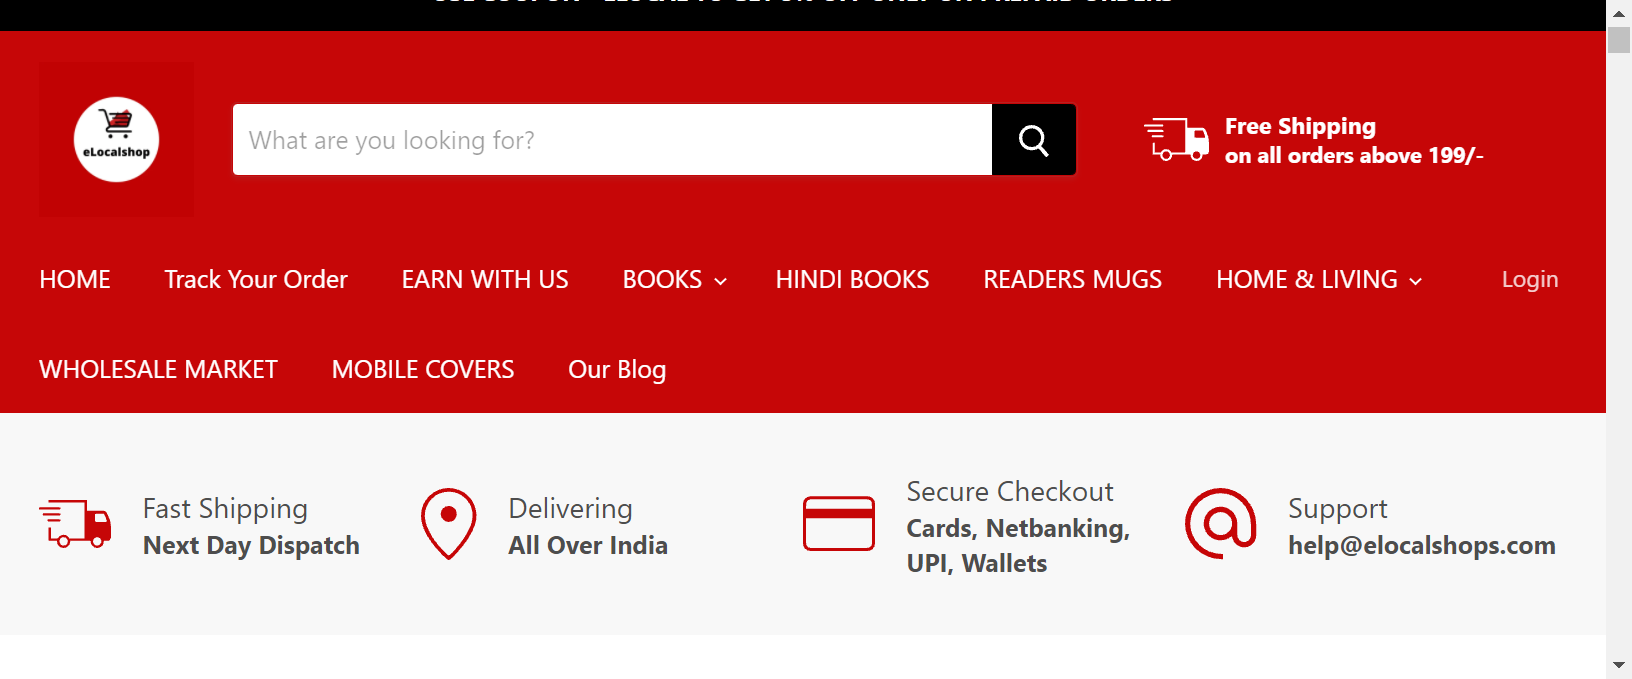 eLocalshop
What are you looking for?
Free Shipping
on all orders above 199/-
HOME Track Your Order EARN WITH US BOOKS HINDI BOOKS READERS MUGS HOME & LIVING Login
WHOLESALE MARKET MOBILE COVERS Our Blog
Fast Shipping
Next Day Dispatch
Delivering
All Over India
Secure Checkout
Cards, Netbanking,
UPI, Wallets
Support
help@elocalshops.com